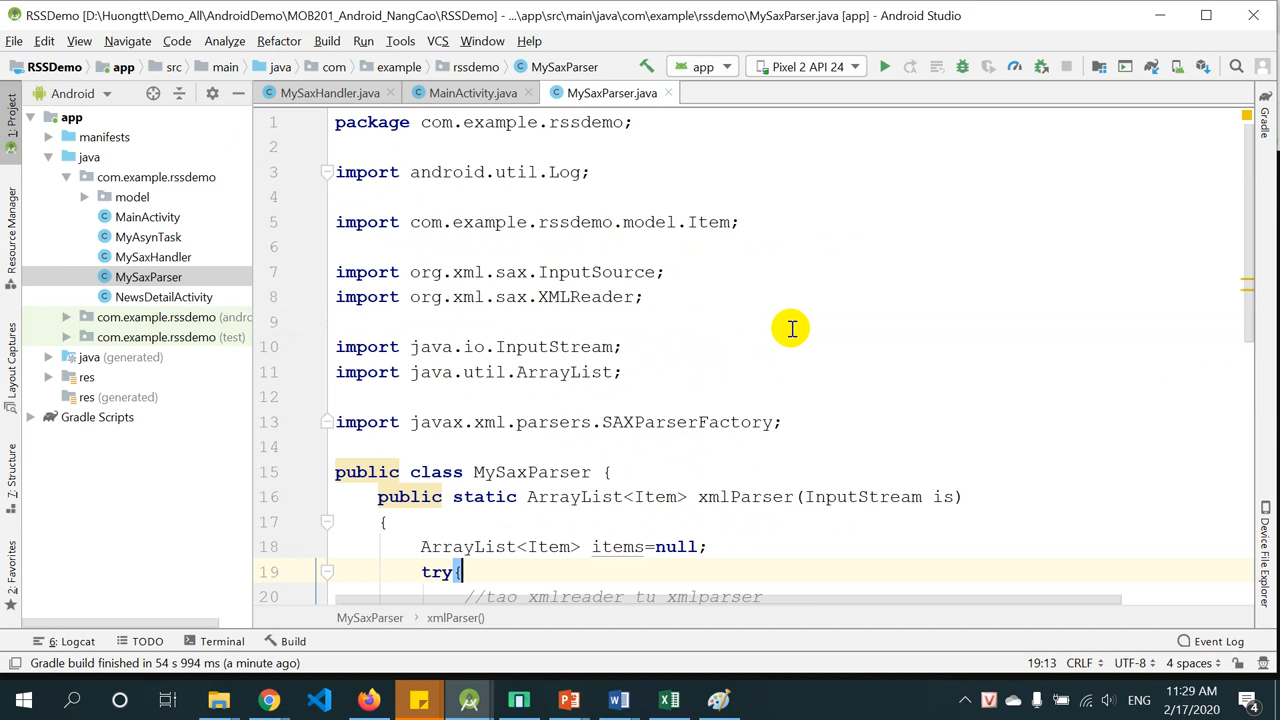 RSSDemo [D:\Huongtt\Demo_All\AndroidDemo\MOB201_Android_NangCao\RSSDemo] - ...\app\src\main\java\com\example\rssdemo\MySaxParser.java [app] - Android Studio
File Edit View Navigate Code Analyze Refactor Build Run Tools VCS Window Help
RSSDemo app src main java com example rssdemo MySaxParser app Pixel 2 API 24
Android MySaxHandler.java MainActivity.java MySaxParser.java
1: Project
Resource Manager
Layout Captures
7: Structure
2: Favorites
app
manifests
java
com.example.rssdemo
model
MainActivity
MyAsynTask
MySaxHandler
MySaxParser
NewsDetailActivity
com.example.rssdemo (andro
com.example.rssdemo (test)
java (generated)
res
res (generated)
Gradle Scripts
1 package com.example.rssdemo;
2
3 import android.util.Log;
4
5 import com.example.rssdemo.model.Item;
6
7 import org.xml.sax.InputSource;
8 import org.xml.sax.XMLReader;
9
10 import java.io.InputStream;
11 import java.util.ArrayList;
12
13 import javax.xml.parsers.SAXParserFactory;
14
15 public class MySaxParser {
16 public static ArrayList<Item> xmlParser(InputStream is)
17 {
18 ArrayList<Item> items=null;
19 try{
20 //tao xmlreader tu xmlparser
Gradle
Device File Explorer
MySaxParser xmlParser()
6: Logcat TODO Terminal Build Event Log
Gradle build finished in 54 s 994 ms (a minute ago) 19:13 CRLF UTF-8 4 spaces
ENG 11:29 AM
2/17/2020 4